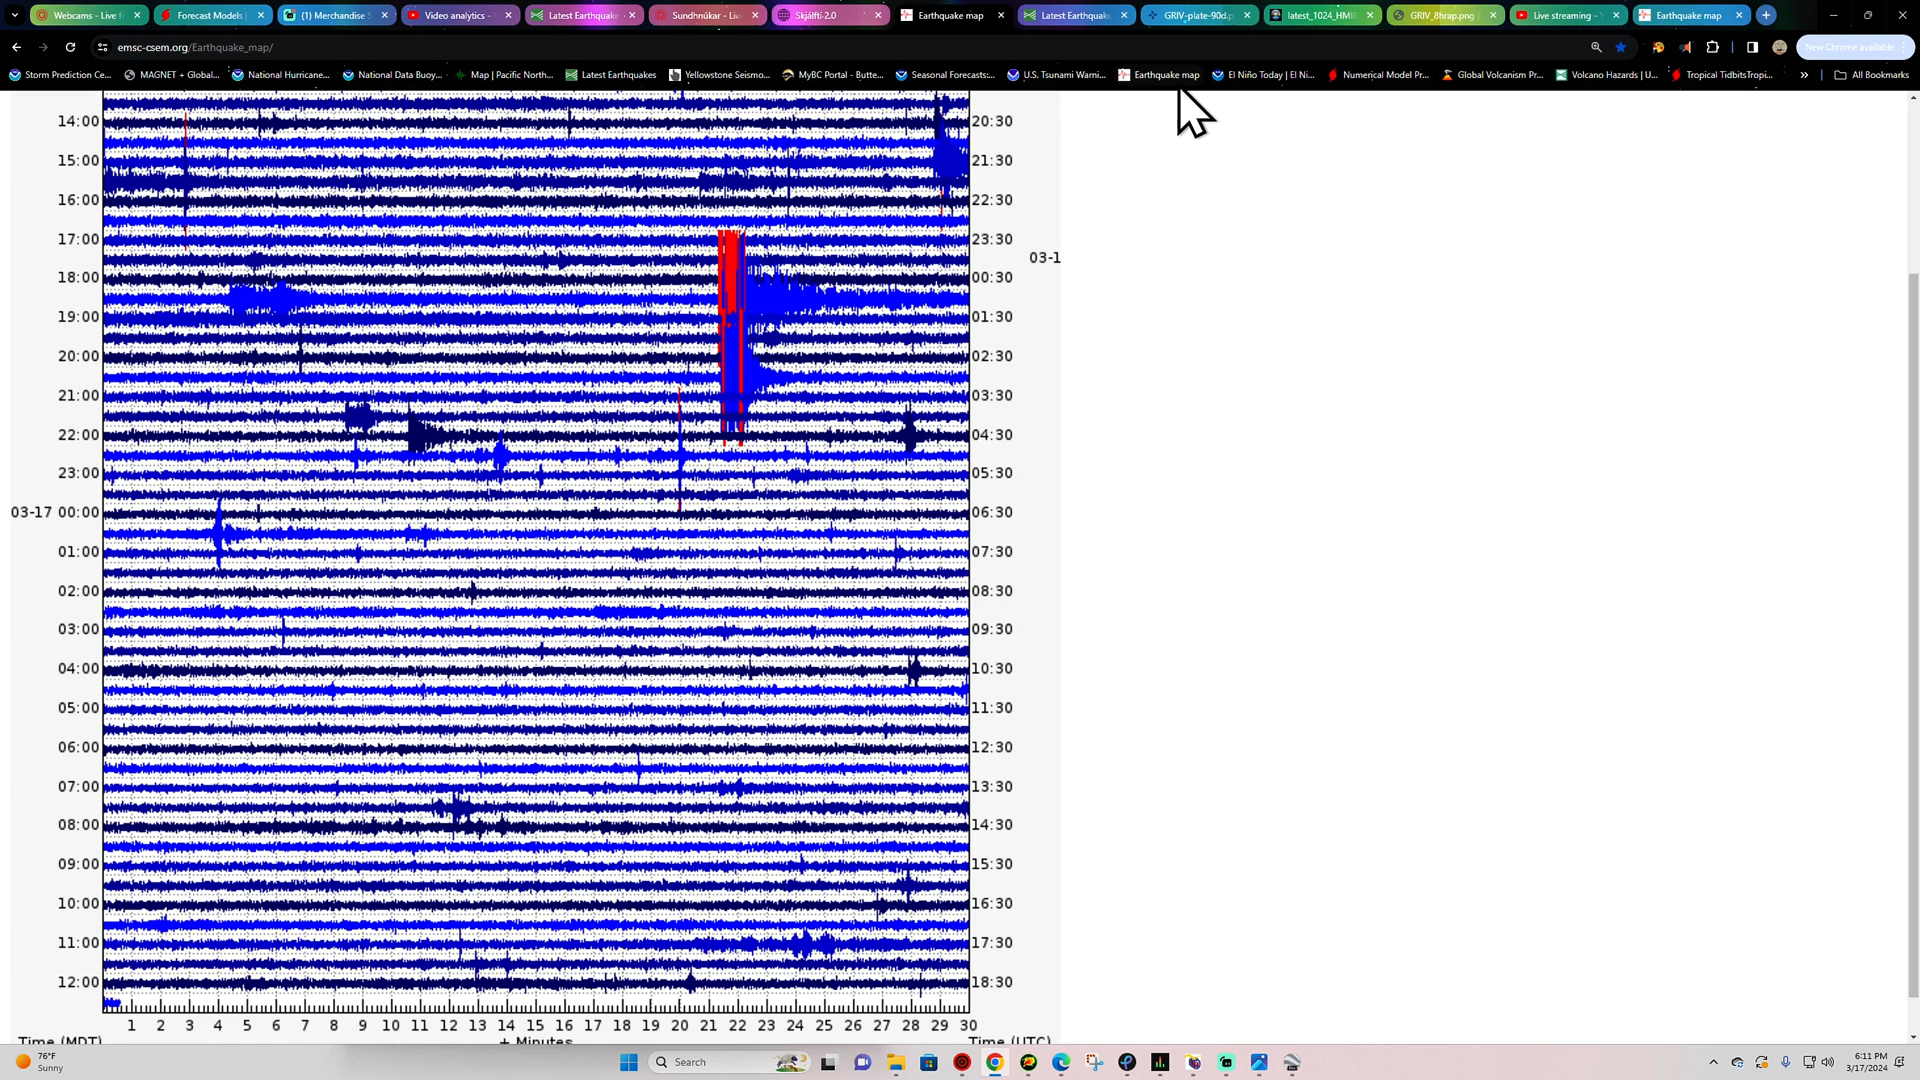 Webcams - Live f
Forecast Models |
(1) Merchandise S
Video analytics - Y
Latest Earthquake
Sundhnúkar - Live
Skjálfti-2.0
Earthquake map
Latest Earthquake
GRIV-plate-90d.p
latest_1024_HMII
GRIV_8hrap.png (
Live streaming - Y
Earthquake map
emsc-csem.org/Earthquake_map/
New Chrome available
Storm Prediction Ce...
MAGNET + Global...
National Hurricane...
National Data Buoy...
Map | Pacific North...
Latest Earthquakes
Yellowstone Seismo...
MyBC Portal - Butte...
Seasonal Forecasts:...
U.S. Tsunami Warni...
Earthquake map
El Niño Today | El Ni...
Numerical Model Pr...
Global Volcanism Pr...
Volcano Hazards | U...
Tropical TidbitsTropi...
All Bookmarks
14:00 20:30
15:00 21:30
16:00 22:30
17:00 23:30
03-1
18:00 00:30
19:00 01:30
20:00 02:30
21:00 03:30
22:00 04:30
23:00 05:30
03-17 00:00 06:30
01:00 07:30
02:00 08:30
03:00 09:30
04:00 10:30
05:00 11:30
06:00 12:30
07:00 13:30
08:00 14:30
09:00 15:30
10:00 16:30
11:00 17:30
12:00 18:30
1 2 3 4 5 6 7 8 9 10 11 12 13 14 15 16 17 18 19 20 21 22 23 24 25 26 27 28 29 30
Time (MDT) + Minutes Time (UTC)
76°F
Sunny
Search
6:11 PM
3/17/2024